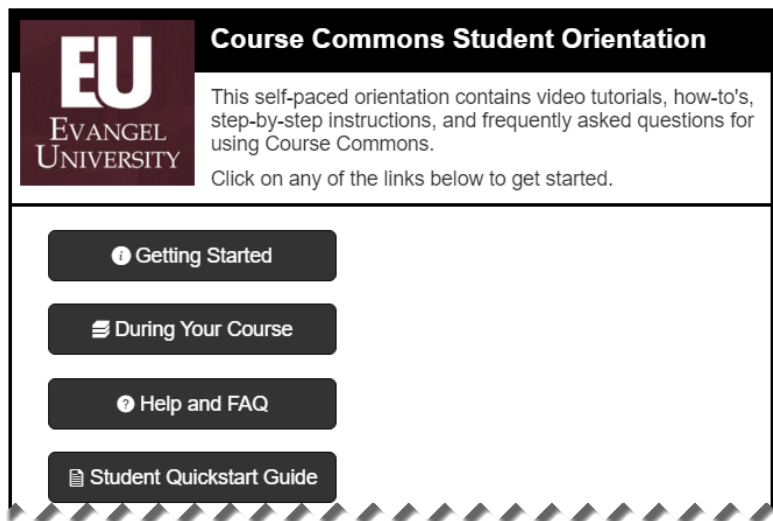 EU
EVANGEL
UNIVERSITY
Course Commons Student Orientation
This self-paced orientation contains video tutorials, how-to's,
step-by-step instructions, and frequently asked questions for
using Course Commons.
Click on any of the links below to get started.
Getting Started
During Your Course
Help and FAQ
Student Quickstart Guide